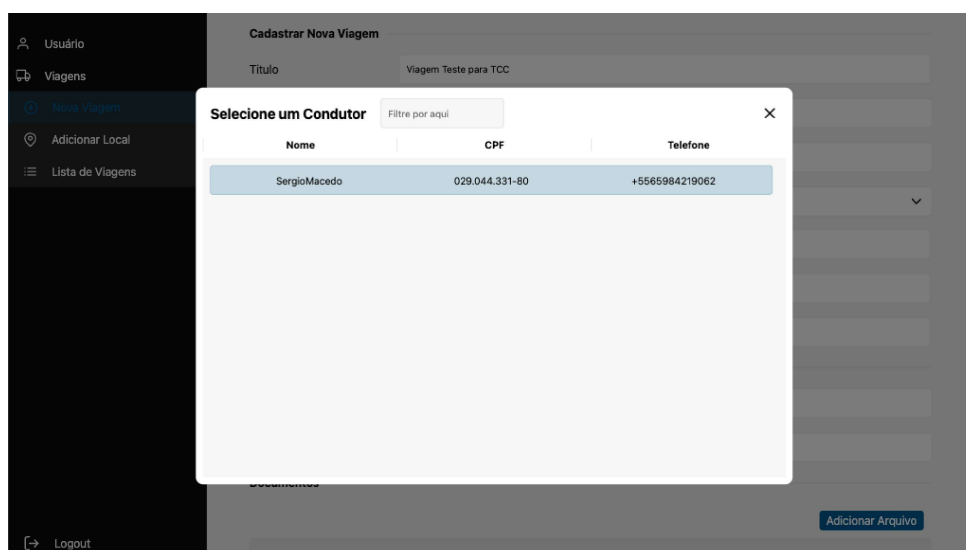 Usuário
Viagens
Nova Viagem
Adicionar Local
Lista de Viagens
Logout
Cadastrar Nova Viagem
Titulo
Viagem Teste para TCC
Selecione um Condutor
Filtre por aqui
Nome CPF Telefone
SergioMacedo 029.044.331-80 +5565984219062
Documentos
Adicionar Arquivo